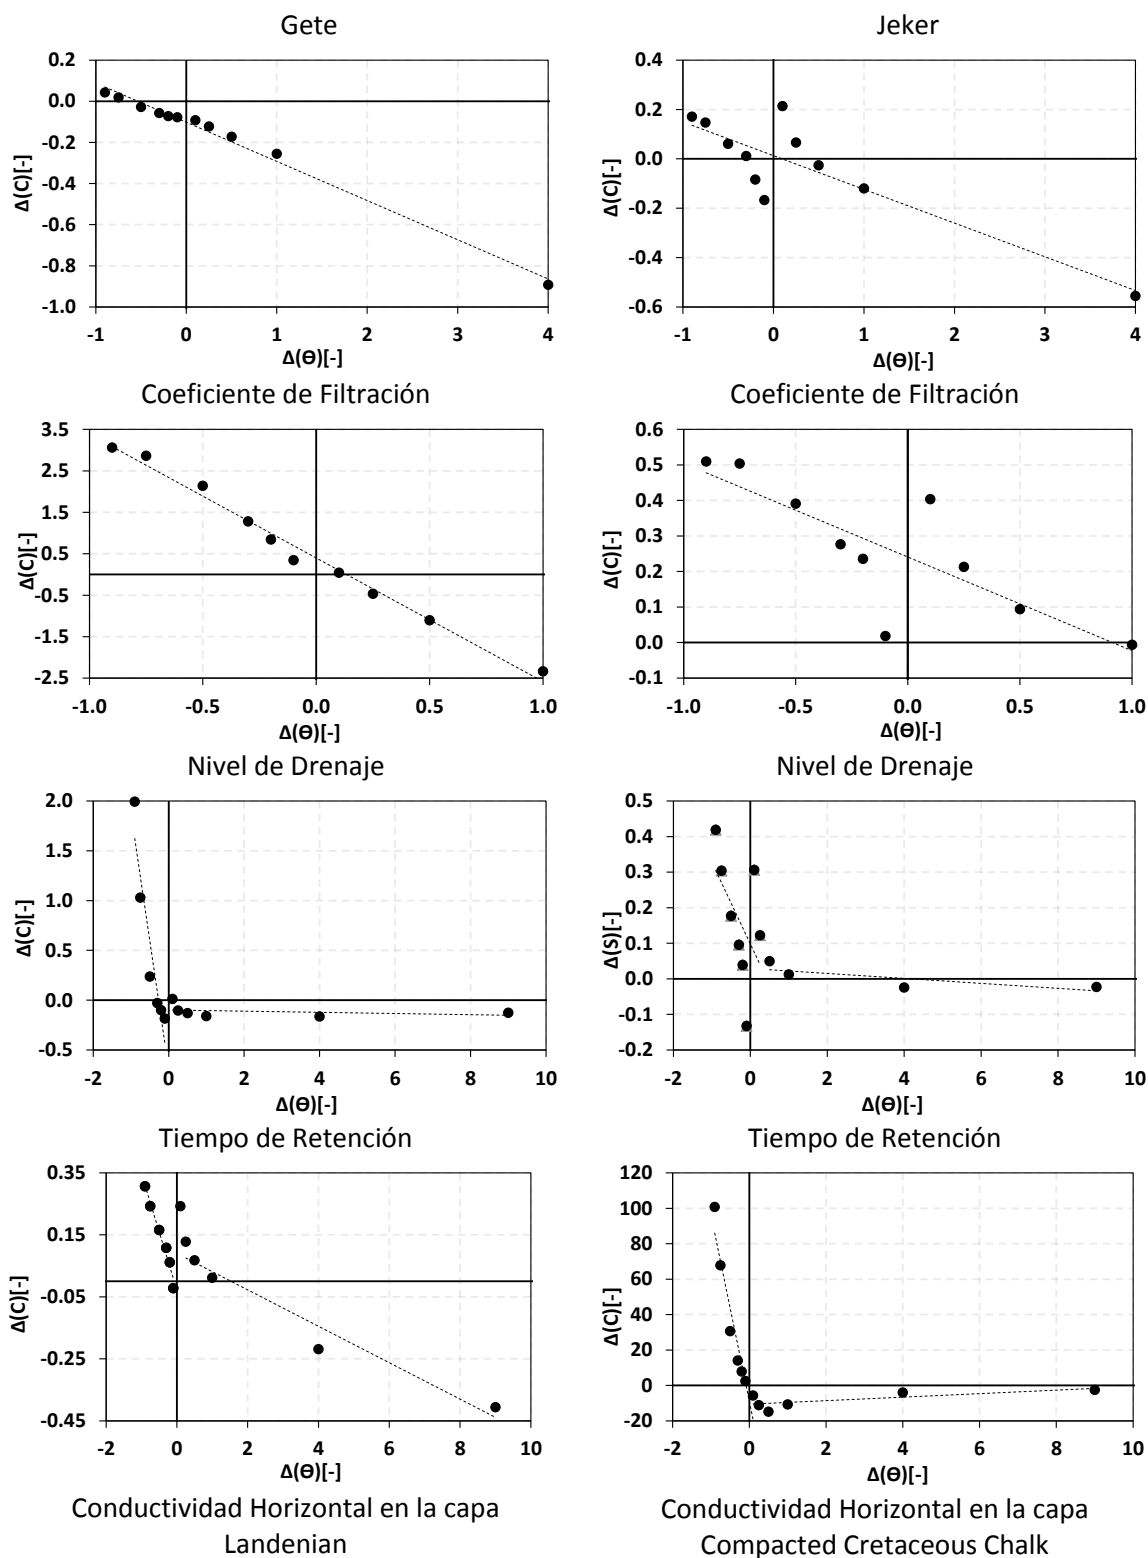 Gete
0.2
0.0
-0.2
-0.4
-0.6
-0.8
-1.0
Δ(C)[-]
-1 0 1 2 3 4
Δ(Ɵ)[-]
Coeficiente de Filtración
Jeker
0.4
0.2
0.0
-0.2
-0.4
-0.6
Δ(C)[-]
-1 0 1 2 3 4
Δ(Ɵ)[-]
Coeficiente de Filtración
3.5
2.5
1.5
0.5
-0.5
-1.5
-2.5
Δ(C)[-]
-1.0 -0.5 0.0 0.5 1.0
Δ(Ɵ)[-]
Nivel de Drenaje
0.6
0.5
0.4
0.3
0.2
0.1
0.0
-0.1
Δ(C)[-]
-1.0 -0.5 0.0 0.5 1.0
Δ(Ɵ)[-]
Nivel de Drenaje
2.0
1.5
1.0
0.5
0.0
-0.5
Δ(C)[-]
-2 0 2 4 6 8 10
Δ(Ɵ)[-]
Tiempo de Retención
0.5
0.4
0.3
0.2
0.1
0.0
-0.1
-0.2
Δ(S)[-]
-2 0 2 4 6 8 10
Δ(Ɵ)[-]
Tiempo de Retención
0.35
0.15
-0.05
-0.25
-0.45
Δ(C)[-]
-2 0 2 4 6 8 10
Δ(Ɵ)[-]
Conductividad Horizontal en la capa
Landenian
120
100
80
60
40
20
0
-20
Δ(C)[-]
-2 0 2 4 6 8 10
Δ(Ɵ)[-]
Conductividad Horizontal en la capa
Compacted Cretaceous Chalk